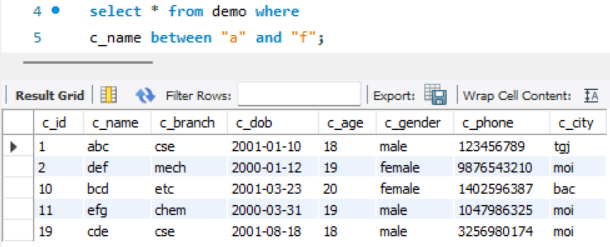 4 select * from demo where
5 c_name between "a" and "f";
Result Grid Filter Rows: Export: Wrap Cell Content:
c_id c_name c_branch c_dob c_age c_gender c_phone c_city
1 abc cse 2001-01-10 18 male 123456789 tgj
2 def mech 2000-01-12 19 female 9876543210 moi
10 bcd etc 2001-03-23 20 female 1402596387 bac
11 efg chem 2000-03-31 19 male 1047986325 moi
19 cde cse 2001-08-18 18 male 3256980174 moi